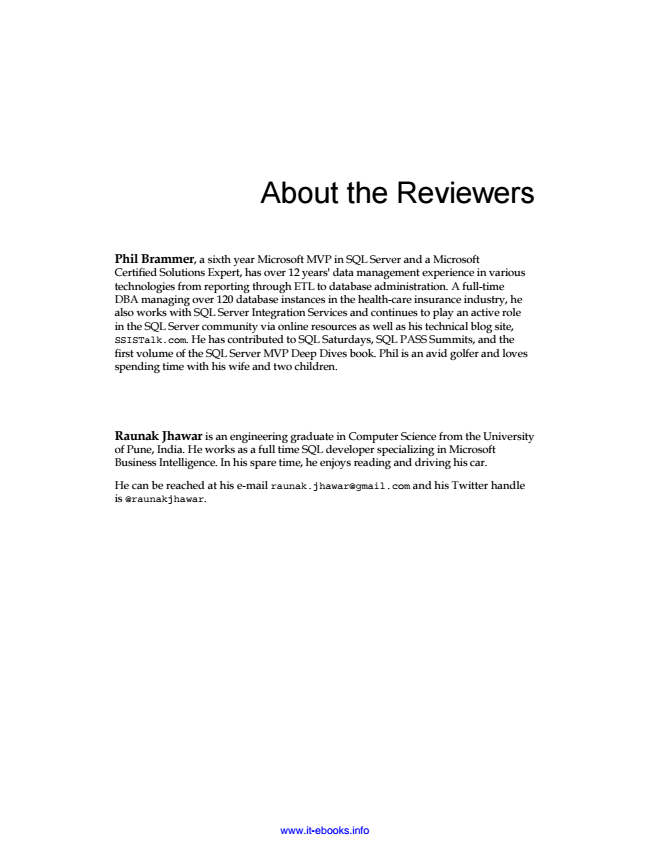 About the Reviewers
Phil Brammer, a sixth year Microsoft MVP in SQL Server and a Microsoft
Certified Solutions Expert, has over 12 years' data management experience in various
technologies from reporting through ETL to database administration. A full-time
DBA managing over 120 database instances in the health-care insurance industry, he
also works with SQL Server Integration Services and continues to play an active role
in the SQL Server community via online resources as well as his technical blog site,
SSISTalk.com. He has contributed to SQL Saturdays, SQL PASS Summits, and the
first volume of the SQL Server MVP Deep Dives book. Phil is an avid golfer and loves
spending time with his wife and two children.
Raunak Jhawar is an engineering graduate in Computer Science from the University
of Pune, India. He works as a full time SQL developer specializing in Microsoft
Business Intelligence. In his spare time, he enjoys reading and driving his car.
He can be reached at his e-mail raunak.jhawar@gmail.com and his Twitter handle
is @raunakjhawar.
www.it-ebooks.info